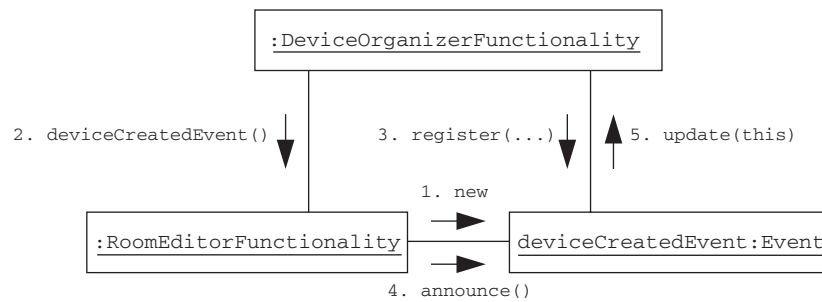 :DeviceOrganizerFunctionality
2. deviceCreatedEvent()
3. register(...)
5. update(this)
1. new
:RoomEditorFunctionality
deviceCreatedEvent:Event
4. announce()